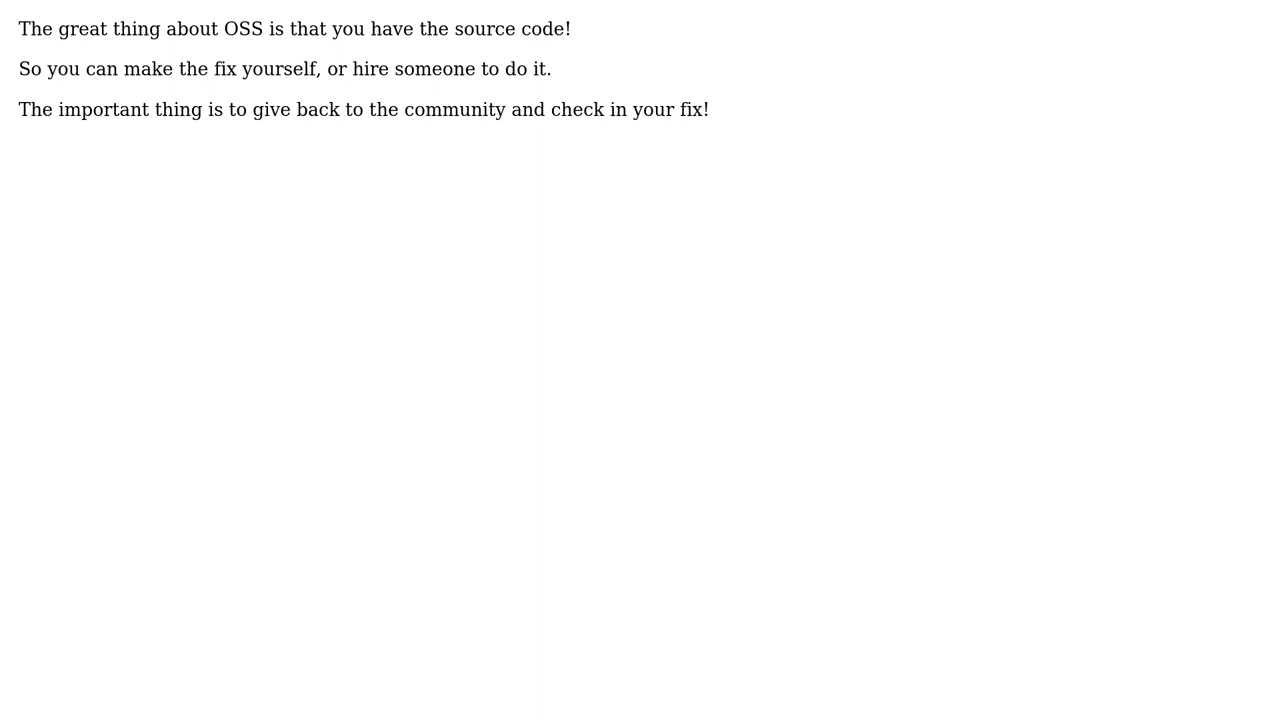 The great thing about OSS is that you have the source code!
So you can make the fix yourself, or hire someone to do it.
The important thing is to give back to the community and check in your fix!